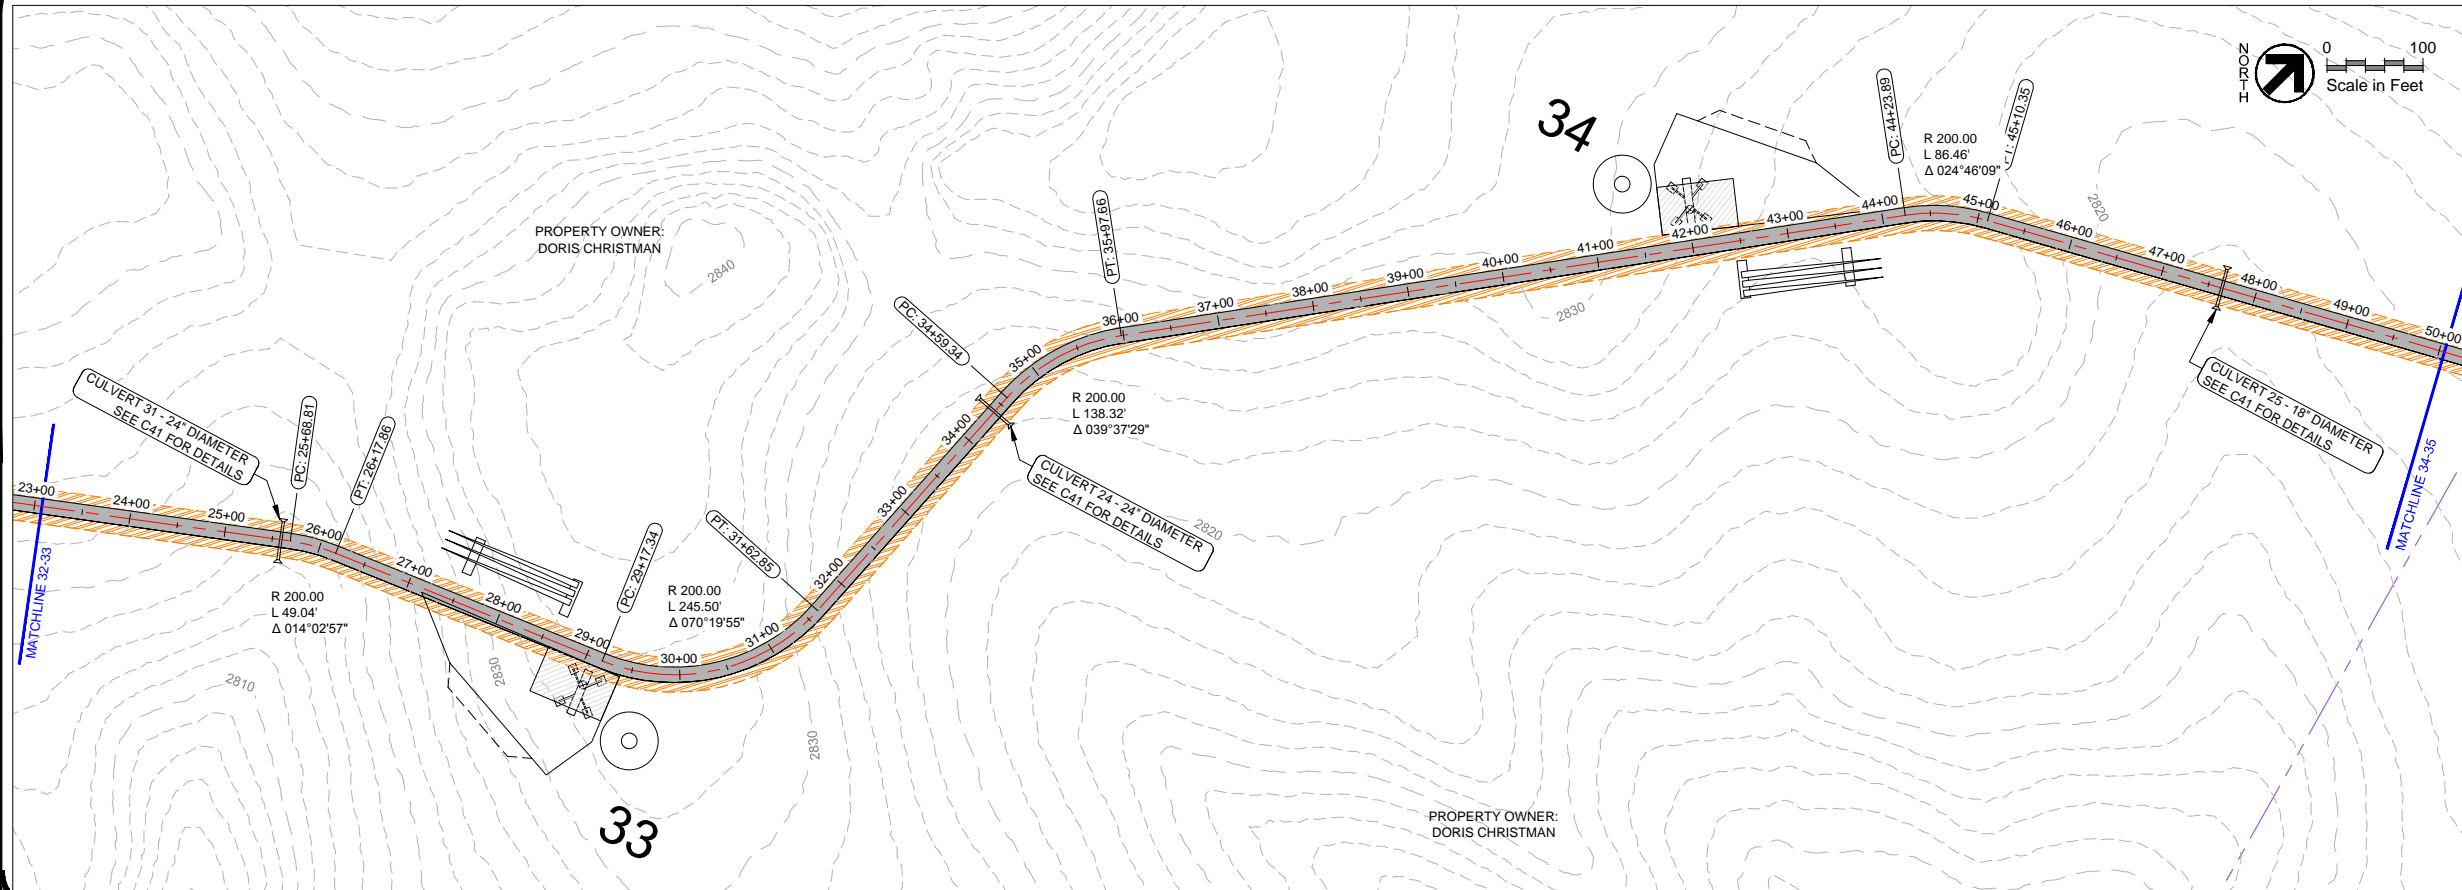 NORTH
0 100
Scale in Feet
34
PC: 44+23.89
T: 45+10.35
R 200.00
L 86.46'
Δ 024°46'09"
PROPERTY OWNER:
DORIS CHRISTMAN
2840
PT: 35+97.66
PC: 34+59.34
R 200.00
L 138.32'
Δ 039°37'29"
2830
2820
CULVERT 31 - 24" DIAMETER
SEE C41 FOR DETAILS
PC: 25+68.81
PT: 26+17.86
R 200.00
L 49.04'
Δ 014°02'57"
MATCHLINE 32-33
23+00
24+00
25+00
26+00
27+00
28+00
29+00
30+00
31+00
32+00
33+00
34+00
35+00
36+00
37+00
38+00
39+00
40+00
41+00
42+00
43+00
44+00
45+00
46+00
47+00
48+00
49+00
50+00
PC: 29+17.34
R 200.00
L 245.50'
Δ 070°19'55"
PT: 31+62.85
CULVERT 24 - 24" DIAMETER
SEE C41 FOR DETAILS
2820
CULVERT 25 - 18" DIAMETER
SEE C41 FOR DETAILS
MATCHLINE 34-35
2810
2830
2830
33
PROPERTY OWNER:
DORIS CHRISTMAN